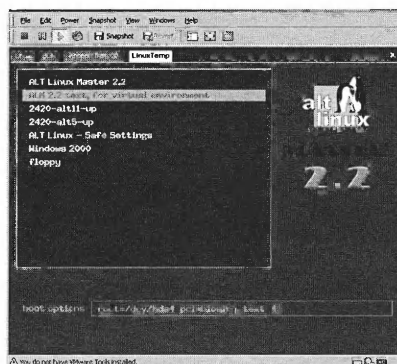 File Edit Power Snapshot View Windows Help
Snapshot
LinuxTemp
ALT Linux Master 2.2
ALM 2.2 text, for virtual environment
2420-alt11-up
2420-alt5-up
ALT Linux - Safe Settings
Windows 2000
floppy
alt linux
2.2
boot options
You do not have VMware Tools installed.